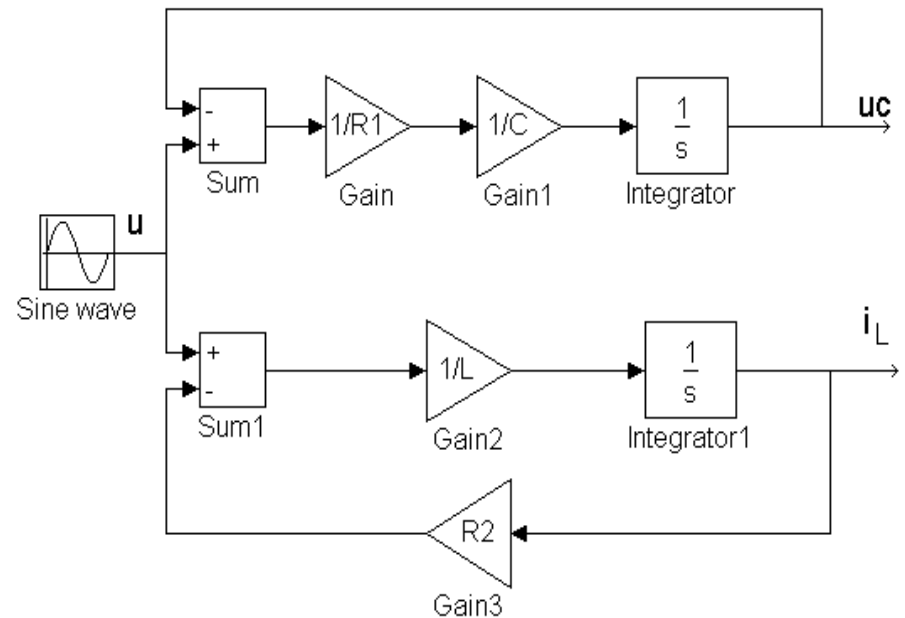 -
+
Sum
1/R1
Gain
1/C
Gain1
1
s
Integrator
uc
u
Sine wave
+
-
Sum1
1/L
Gain2
1
s
Integrator1
i L
R2
Gain3